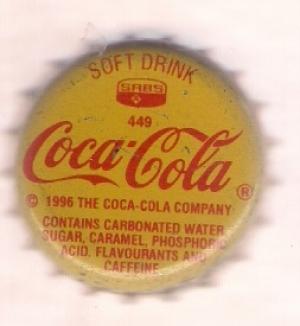 SOFT DRINK
SABS
449
Coca-Cola®
© 1996 THE COCA-COLA COMPANY
CONTAINS CARBONATED WATER
SUGAR, CARAMEL, PHOSPHORIC
ACID. FLAVOURANTS AND
CAFFEINE